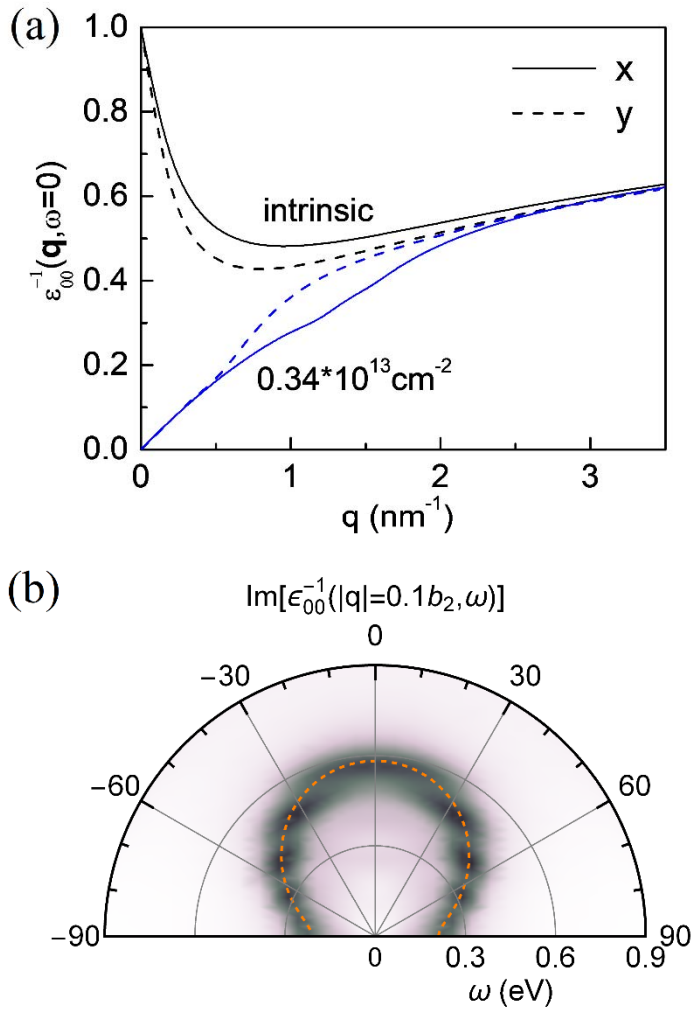 (a)
1.0
0.8
0.6
0.4
0.2
0.0
ε₀₀⁻¹(q,ω=0)
x
y
intrinsic
0.34*10¹³cm⁻²
0 1 2 3
q (nm⁻¹)
(b)
Im[ϵ₀₀⁻¹(|q|=0.1b₂,ω)]
0
−30 30
−60 60
−90 90
0 0.3 0.6 0.9
ω (eV)